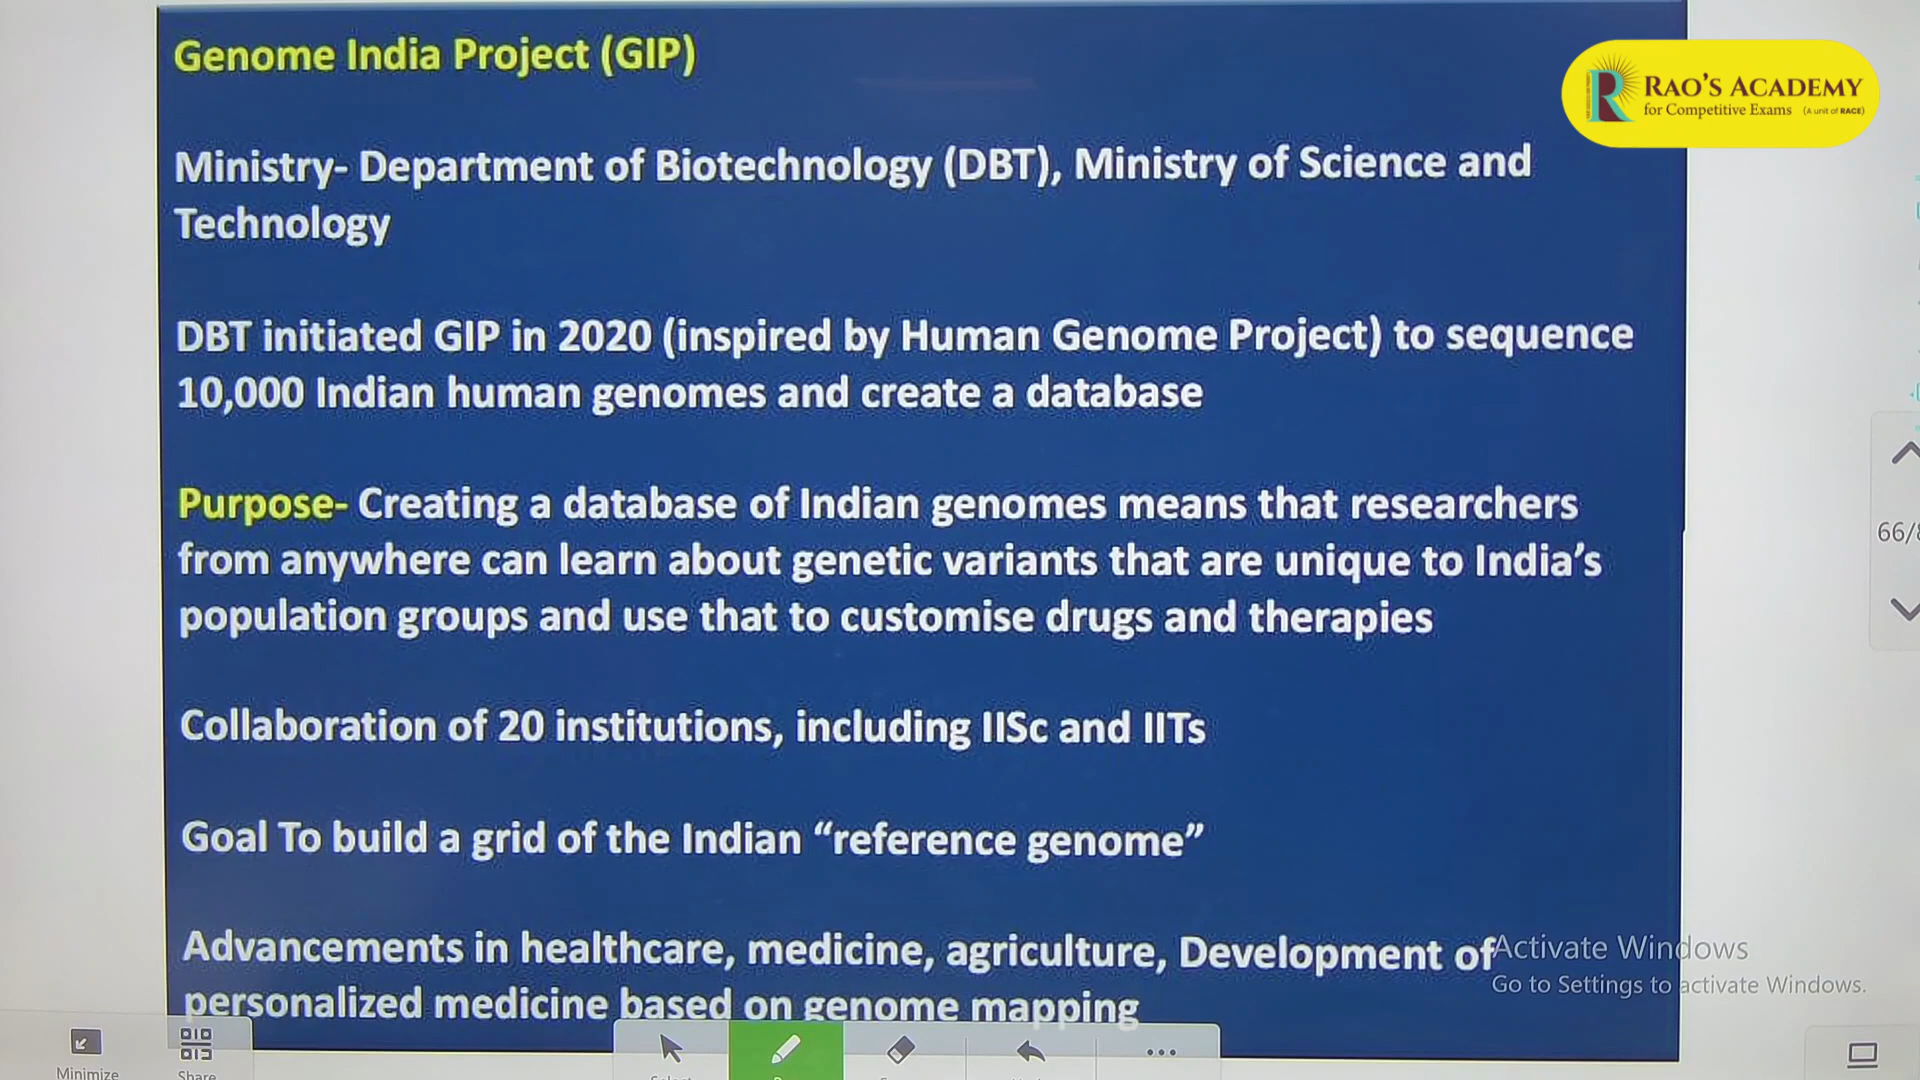 Genome India Project (GIP)
RAO'S ACADEMY
for Competitive Exams (A unit of RACE)
Ministry- Department of Biotechnology (DBT), Ministry of Science and
Technology
DBT initiated GIP in 2020 (inspired by Human Genome Project) to sequence
10,000 Indian human genomes and create a database
Purpose- Creating a database of Indian genomes means that researchers
from anywhere can learn about genetic variants that are unique to India's
population groups and use that to customise drugs and therapies
66/8
Collaboration of 20 institutions, including IISc and IITs
Goal To build a grid of the Indian “reference genome”
Advancements in healthcare, medicine, agriculture, Development of
personalized medicine based on genome mapping
Activate Windows
Go to Settings to activate Windows.
Minimize
Share
Select